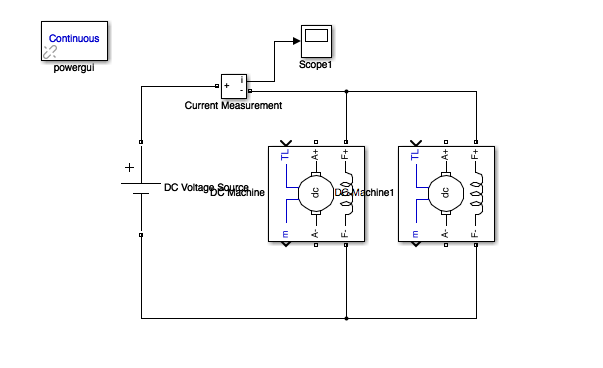 Continuous
powergui
Scope1
i
+
-
Current Measurement
+
DC Voltage Source
DC Machine
TL
A+
F+
dc
m
A-
F-
DC Machine1
TL
A+
F+
dc
m
A-
F-